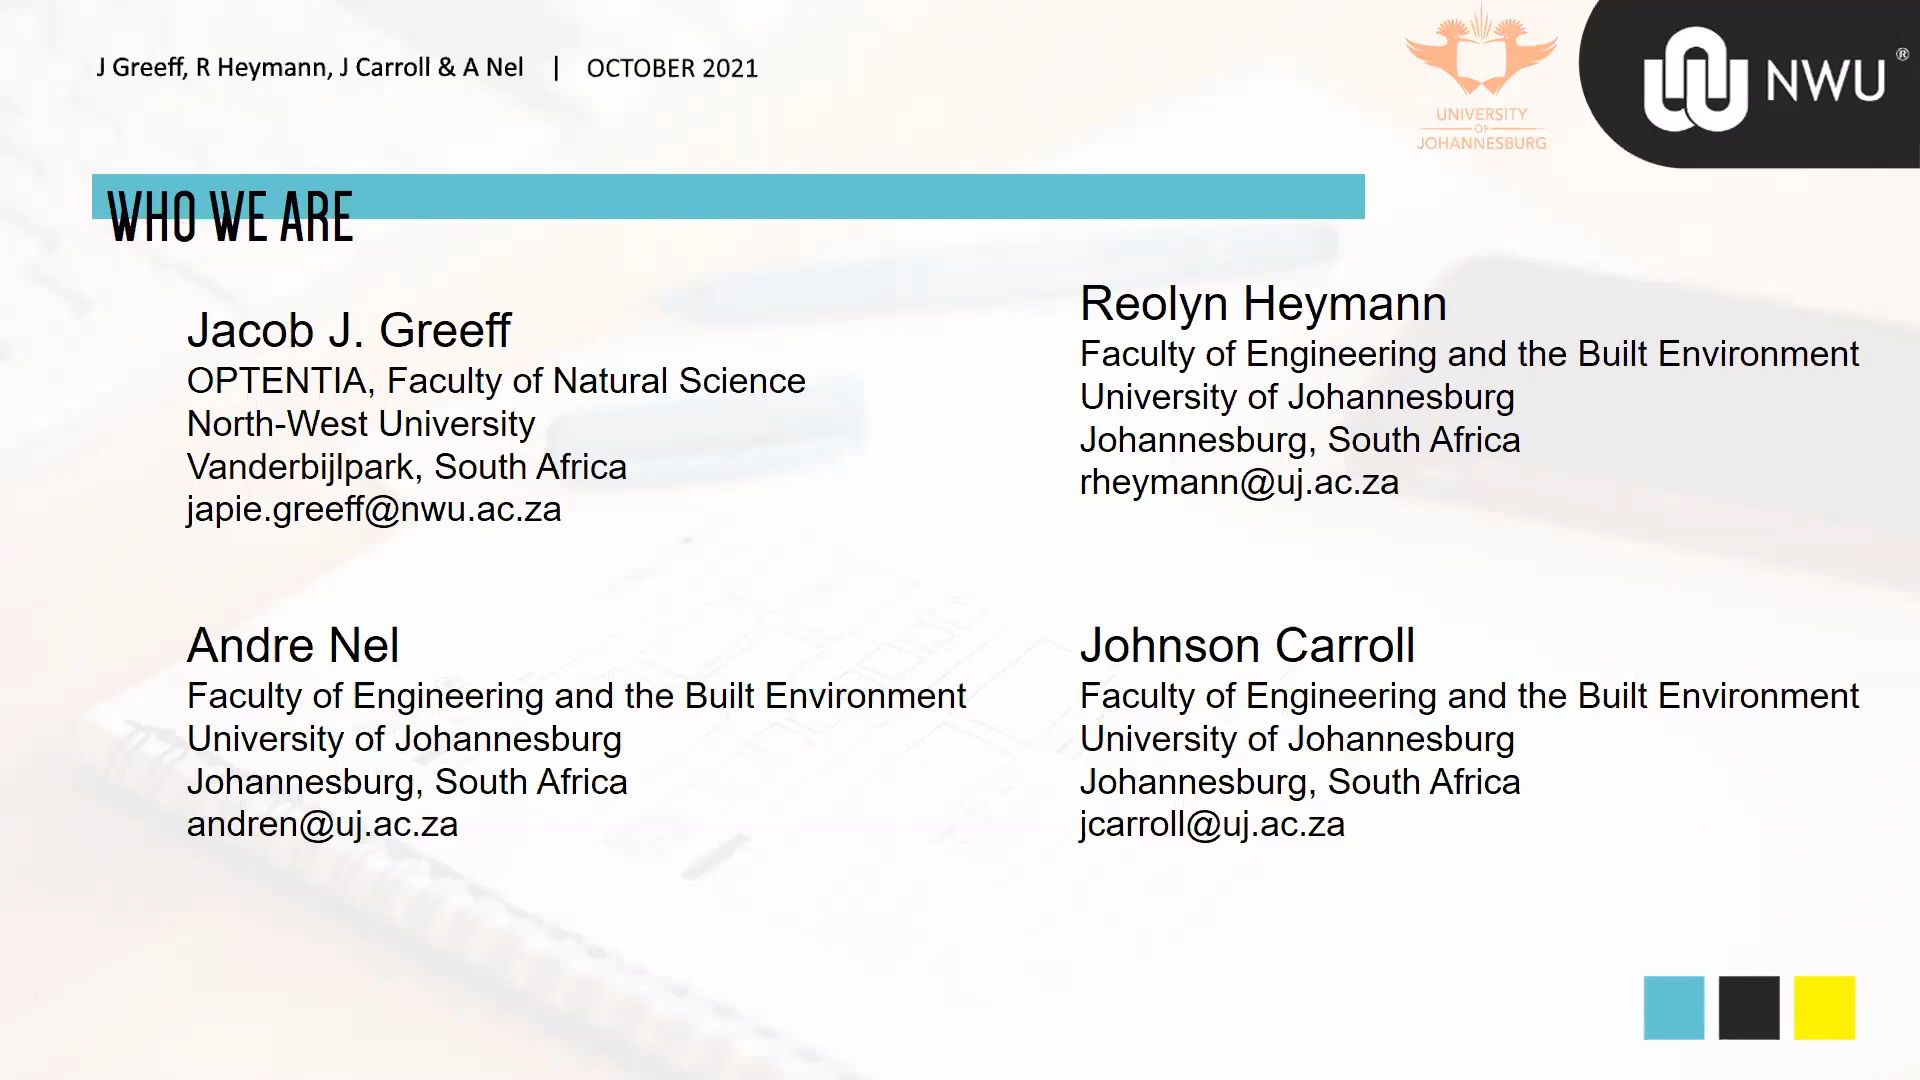 J Greeff, R Heymann, J Carroll & A Nel | OCTOBER 2021
UNIVERSITY
OF
JOHANNESBURG
NWU®
WHO WE ARE
Jacob J. Greeff
OPTENTIA, Faculty of Natural Science
North-West University
Vanderbijlpark, South Africa
japie.greeff@nwu.ac.za
Reolyn Heymann
Faculty of Engineering and the Built Environment
University of Johannesburg
Johannesburg, South Africa
rheymann@uj.ac.za
Andre Nel
Faculty of Engineering and the Built Environment
University of Johannesburg
Johannesburg, South Africa
andren@uj.ac.za
Johnson Carroll
Faculty of Engineering and the Built Environment
University of Johannesburg
Johannesburg, South Africa
jcarroll@uj.ac.za